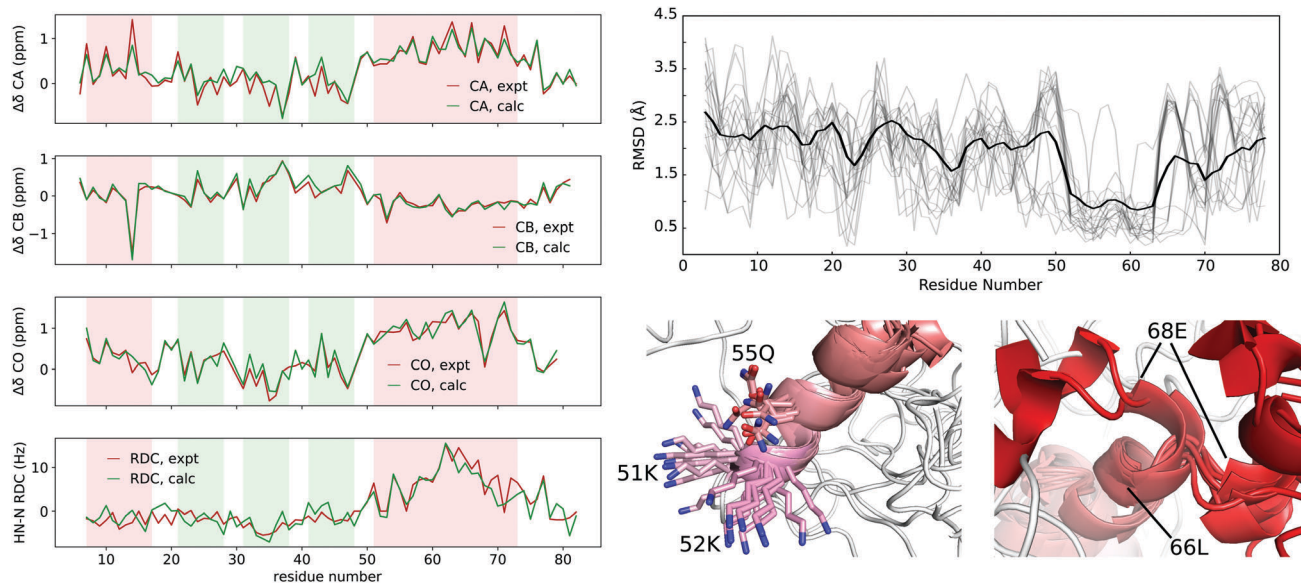 Δδ CA (ppm)
1
0
CA, expt
CA, calc
Δδ CB (ppm)
1
0
−1
CB, expt
CB, calc
Δδ CO (ppm)
1
0
CO, expt
CO, calc
HN-N RDC (Hz)
10
0
RDC, expt
RDC, calc
10 20 30 40 50 60 70 80
residue number
RMSD (Å)
4.5
3.5
2.5
1.5
0.5
0 10 20 30 40 50 60 70 80
Residue Number
55Q
51K
52K
68E
66L